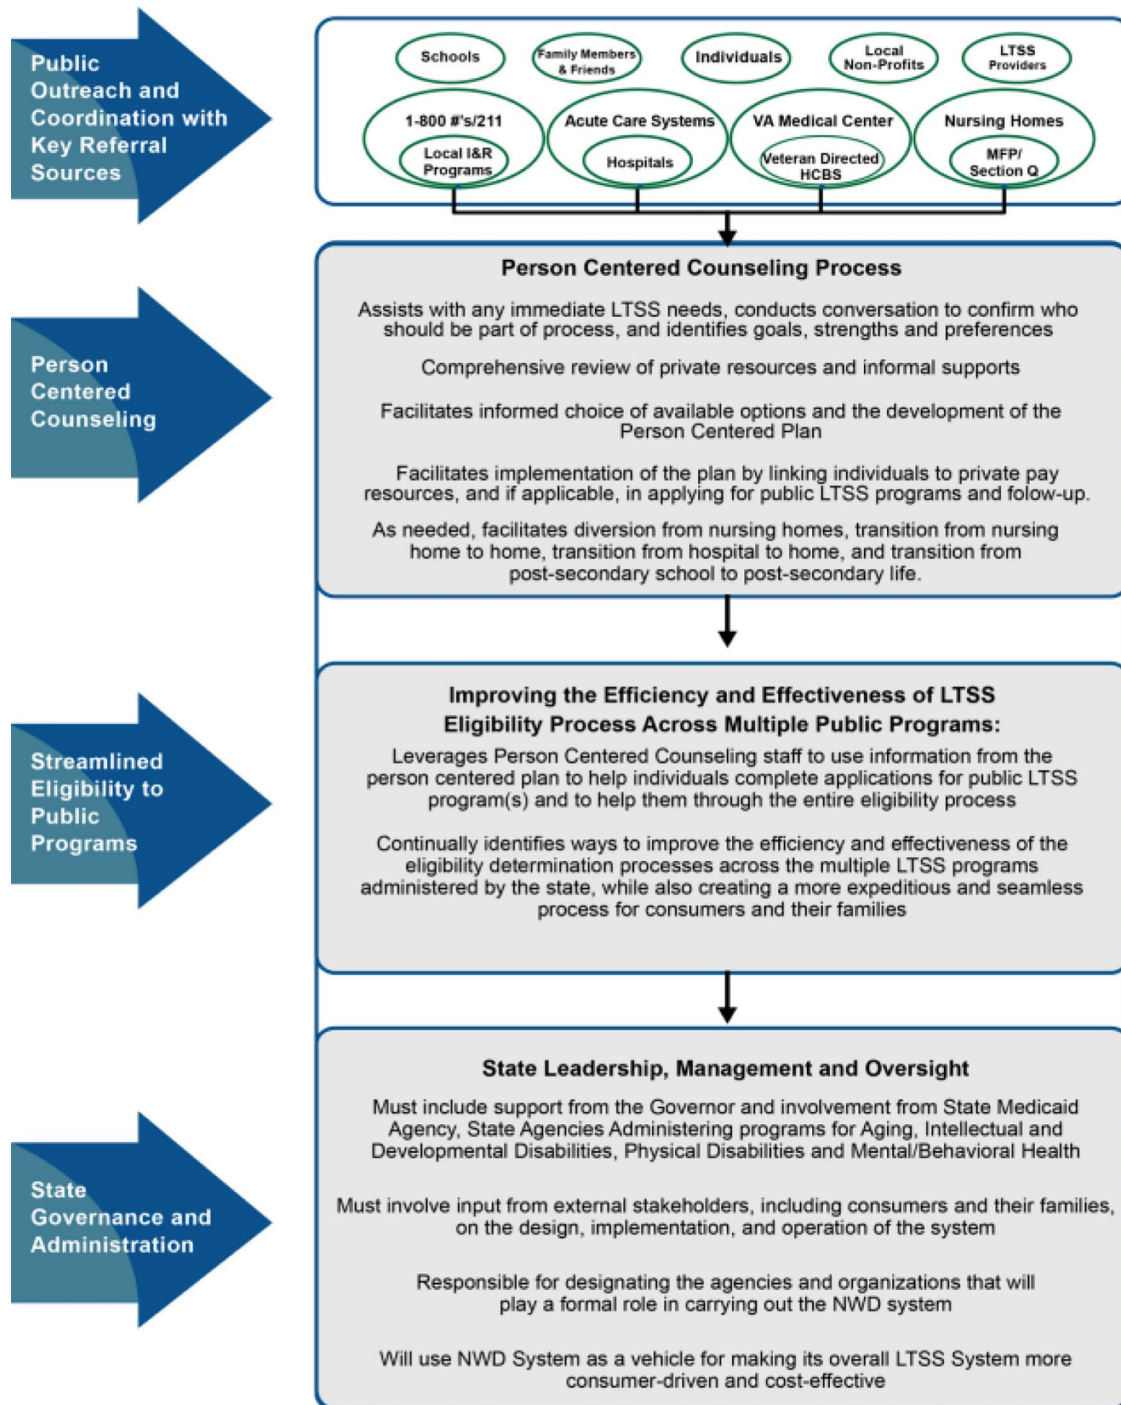 Public
Outreach and
Coordination with
Key Referral
Sources
Schools
Family Members
& Friends
Individuals
Local
Non-Profits
LTSS
Providers
1-800 #'s/211
Local I&R
Programs
Acute Care Systems
Hospitals
VA Medical Center
Veteran Directed
HCBS
Nursing Homes
MFP/
Section Q
Person
Centered
Counseling
Person Centered Counseling Process
Assists with any immediate LTSS needs, conducts conversation to confirm who
should be part of process, and identifies goals, strengths and preferences
Comprehensive review of private resources and informal supports
Facilitates informed choice of available options and the development of the
Person Centered Plan
Facilitates implementation of the plan by linking individuals to private pay
resources, and if applicable, in applying for public LTSS programs and folow-up.
As needed, facilitates diversion from nursing homes, transition from nursing
home to home, transition from hospital to home, and transition from
post-secondary school to post-secondary life.
Streamlined
Eligibility to
Public
Programs
Improving the Efficiency and Effectiveness of LTSS
Eligibility Process Across Multiple Public Programs:
Leverages Person Centered Counseling staff to use information from the
person centered plan to help individuals complete applications for public LTSS
program(s) and to help them through the entire eligibility process
Continually identifies ways to improve the efficiency and effectiveness of the
eligibility determination processes across the multiple LTSS programs
administered by the state, while also creating a more expeditious and seamless
process for consumers and their families
State
Governance and
Administration
State Leadership, Management and Oversight
Must include support from the Governor and involvement from State Medicaid
Agency, State Agencies Administering programs for Aging, Intellectual and
Developmental Disabilities, Physical Disabilities and Mental/Behavioral Health
Must involve input from external stakeholders, including consumers and their families,
on the design, implementation, and operation of the system
Responsible for designating the agencies and organizations that will
play a formal role in carrying out the NWD system
Will use NWD System as a vehicle for making its overall LTSS System more
consumer-driven and cost-effective